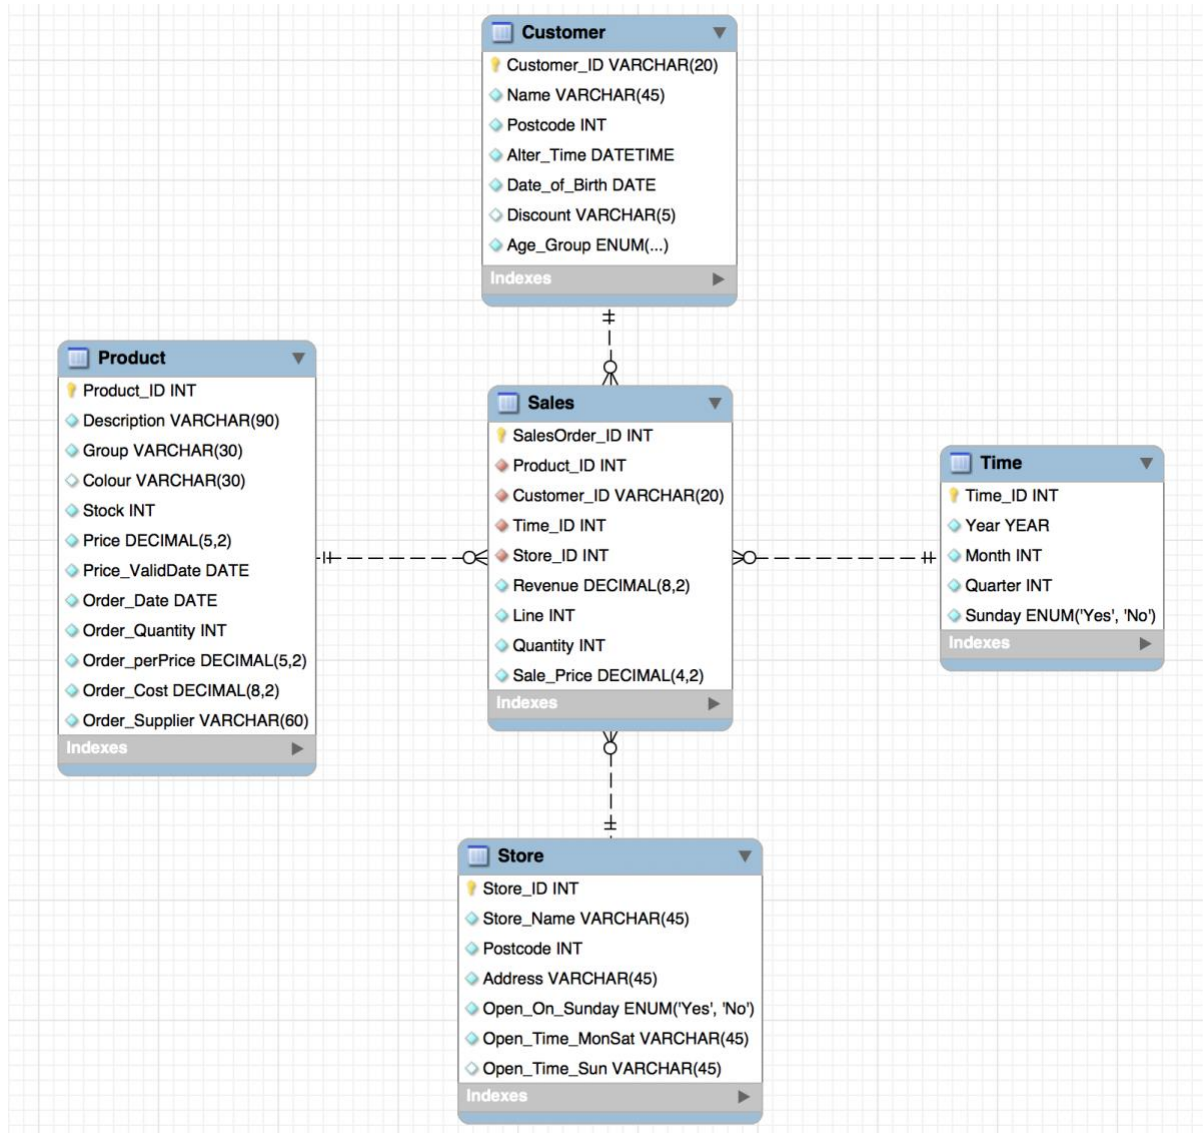 Customer
Customer_ID VARCHAR(20)
Name VARCHAR(45)
Postcode INT
Alter_Time DATETIME
Date_of_Birth DATE
Discount VARCHAR(5)
Age_Group ENUM(...)
Indexes
Product
Product_ID INT
Description VARCHAR(90)
Group VARCHAR(30)
Colour VARCHAR(30)
Stock INT
Price DECIMAL(5,2)
Price_ValidDate DATE
Order_Date DATE
Order_Quantity INT
Order_perPrice DECIMAL(5,2)
Order_Cost DECIMAL(8,2)
Order_Supplier VARCHAR(60)
Indexes
Sales
SalesOrder_ID INT
Product_ID INT
Customer_ID VARCHAR(20)
Time_ID INT
Store_ID INT
Revenue DECIMAL(8,2)
Line INT
Quantity INT
Sale_Price DECIMAL(4,2)
Indexes
Time
Time_ID INT
Year YEAR
Month INT
Quarter INT
Sunday ENUM('Yes', 'No')
Indexes
Store
Store_ID INT
Store_Name VARCHAR(45)
Postcode INT
Address VARCHAR(45)
Open_On_Sunday ENUM('Yes', 'No')
Open_Time_MonSat VARCHAR(45)
Open_Time_Sun VARCHAR(45)
Indexes